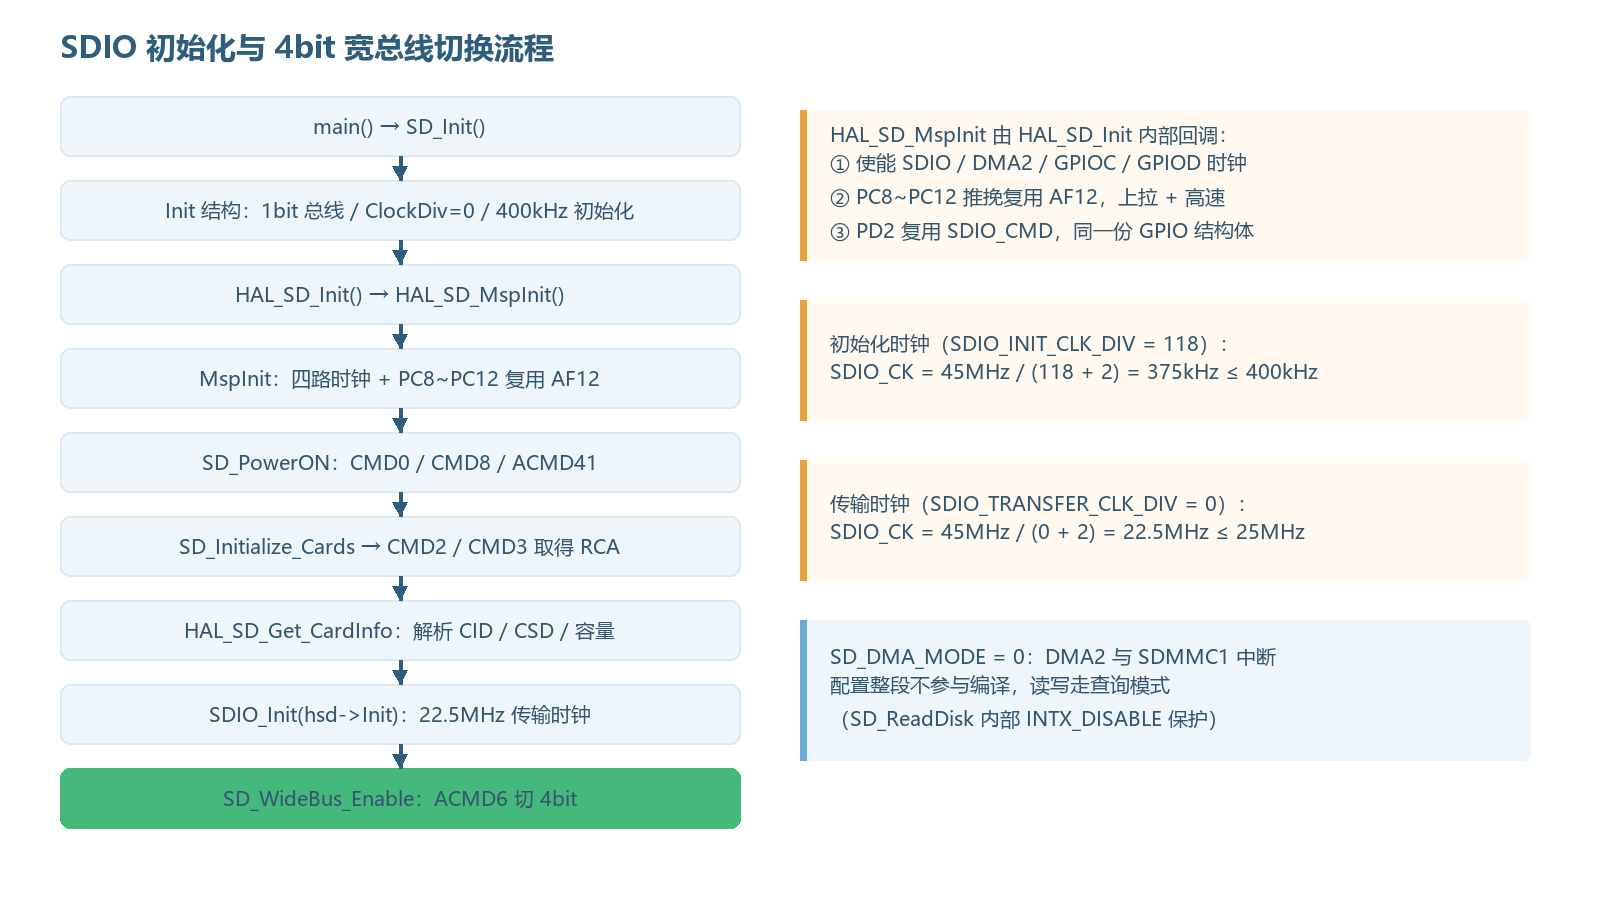 SDIO 初始化与 4bit 宽总线切换流程
main() → SD_Init()
Init 结构：1bit 总线 / ClockDiv=0 / 400kHz 初始化
HAL_SD_Init() → HAL_SD_MspInit()
MspInit：四路时钟 + PC8~PC12 复用 AF12
SD_PowerON：CMD0 / CMD8 / ACMD41
SD_Initialize_Cards → CMD2 / CMD3 取得 RCA
HAL_SD_Get_CardInfo：解析 CID / CSD / 容量
SDIO_Init(hsd->Init)：22.5MHz 传输时钟
SD_WideBus_Enable：ACMD6 切 4bit
HAL_SD_MspInit 由 HAL_SD_Init 内部回调：
① 使能 SDIO / DMA2 / GPIOC / GPIOD 时钟
② PC8~PC12 推挽复用 AF12，上拉 + 高速
③ PD2 复用 SDIO_CMD，同一份 GPIO 结构体
初始化时钟（SDIO_INIT_CLK_DIV = 118）：
SDIO_CK = 45MHz / (118 + 2) = 375kHz ≤ 400kHz
传输时钟（SDIO_TRANSFER_CLK_DIV = 0）：
SDIO_CK = 45MHz / (0 + 2) = 22.5MHz ≤ 25MHz
SD_DMA_MODE = 0：DMA2 与 SDMMC1 中断
配置整段不参与编译，读写走查询模式
（SD_ReadDisk 内部 INTX_DISABLE 保护）